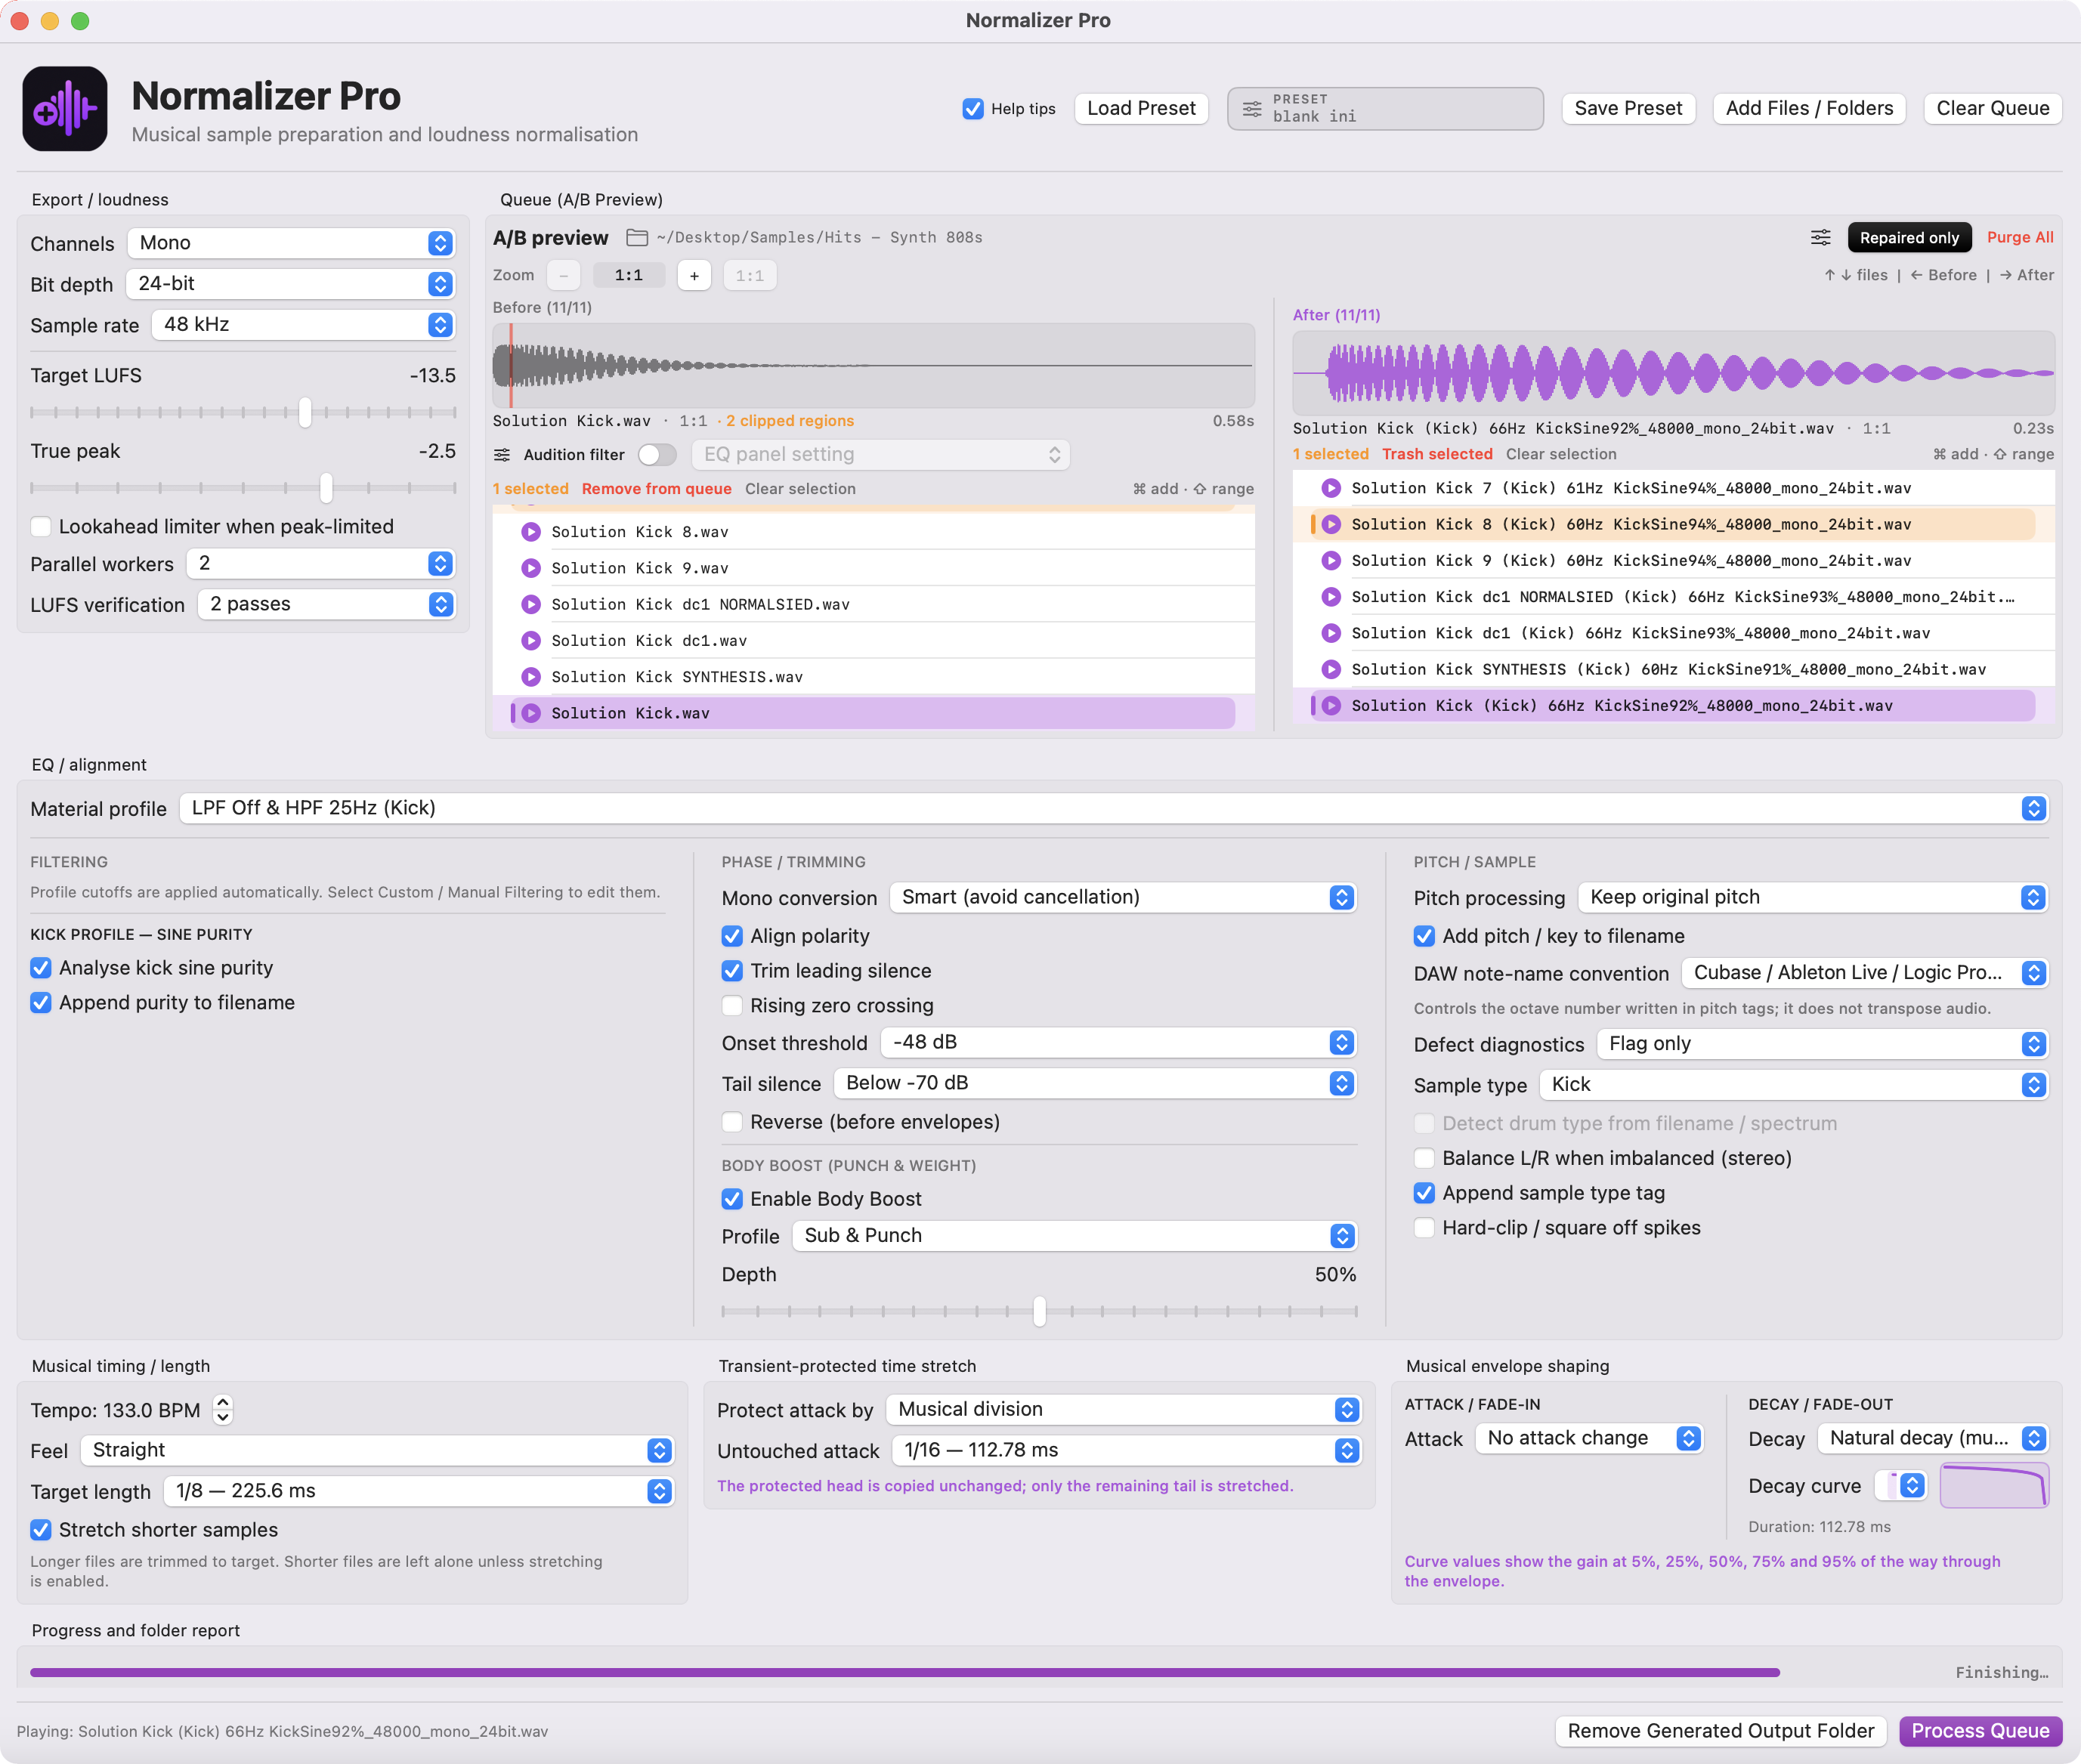 Normalizer Pro
Normalizer Pro
Musical sample preparation and loudness normalisation
Help tips
Load Preset
PRESET
blank ini
Save Preset
Add Files / Folders
Clear Queue
Export / loudness
Channels Mono
Bit depth 24-bit
Sample rate 48 kHz
Target LUFS -13.5
True peak -2.5
Lookahead limiter when peak-limited
Parallel workers 2
LUFS verification 2 passes
Queue (A/B Preview)
A/B preview ~/Desktop/Samples/Hits – Synth 808s
Repaired only Purge All
Zoom − 1:1 + 1:1
↑ ↓ files | ← Before | → After
Before (11/11)
Solution Kick.wav · 1:1 · 2 clipped regions 0.58s
Audition filter EQ panel setting
1 selected Remove from queue Clear selection ⌘ add · ⇧ range
Solution Kick 8.wav
Solution Kick 9.wav
Solution Kick dc1 NORMALSIED.wav
Solution Kick dc1.wav
Solution Kick SYNTHESIS.wav
Solution Kick.wav
After (11/11)
Solution Kick (Kick) 66Hz KickSine92%_48000_mono_24bit.wav · 1:1 0.23s
1 selected Trash selected Clear selection ⌘ add · ⇧ range
Solution Kick 7 (Kick) 61Hz KickSine94%_48000_mono_24bit.wav
Solution Kick 8 (Kick) 60Hz KickSine94%_48000_mono_24bit.wav
Solution Kick 9 (Kick) 60Hz KickSine94%_48000_mono_24bit.wav
Solution Kick dc1 NORMALSIED (Kick) 66Hz KickSine93%_48000_mono_24bit.…
Solution Kick dc1 (Kick) 66Hz KickSine93%_48000_mono_24bit.wav
Solution Kick SYNTHESIS (Kick) 60Hz KickSine91%_48000_mono_24bit.wav
Solution Kick (Kick) 66Hz KickSine92%_48000_mono_24bit.wav
EQ / alignment
Material profile LPF Off & HPF 25Hz (Kick)
FILTERING
Profile cutoffs are applied automatically. Select Custom / Manual Filtering to edit them.
KICK PROFILE — SINE PURITY
Analyse kick sine purity
Append purity to filename
PHASE / TRIMMING
Mono conversion Smart (avoid cancellation)
Align polarity
Trim leading silence
Rising zero crossing
Onset threshold -48 dB
Tail silence Below -70 dB
Reverse (before envelopes)
BODY BOOST (PUNCH & WEIGHT)
Enable Body Boost
Profile Sub & Punch
Depth 50%
PITCH / SAMPLE
Pitch processing Keep original pitch
Add pitch / key to filename
DAW note-name convention Cubase / Ableton Live / Logic Pro...
Controls the octave number written in pitch tags; it does not transpose audio.
Defect diagnostics Flag only
Sample type Kick
Detect drum type from filename / spectrum
Balance L/R when imbalanced (stereo)
Append sample type tag
Hard-clip / square off spikes
Musical timing / length
Tempo: 133.0 BPM
Feel Straight
Target length 1/8 — 225.6 ms
Stretch shorter samples
Longer files are trimmed to target. Shorter files are left alone unless stretching
is enabled.
Transient-protected time stretch
Protect attack by Musical division
Untouched attack 1/16 — 112.78 ms
The protected head is copied unchanged; only the remaining tail is stretched.
Musical envelope shaping
ATTACK / FADE-IN
Attack No attack change
DECAY / FADE-OUT
Decay Natural decay (mu...
Decay curve
Duration: 112.78 ms
Curve values show the gain at 5%, 25%, 50%, 75% and 95% of the way through
the envelope.
Progress and folder report
Finishing…
Playing: Solution Kick (Kick) 66Hz KickSine92%_48000_mono_24bit.wav
Remove Generated Output Folder
Process Queue